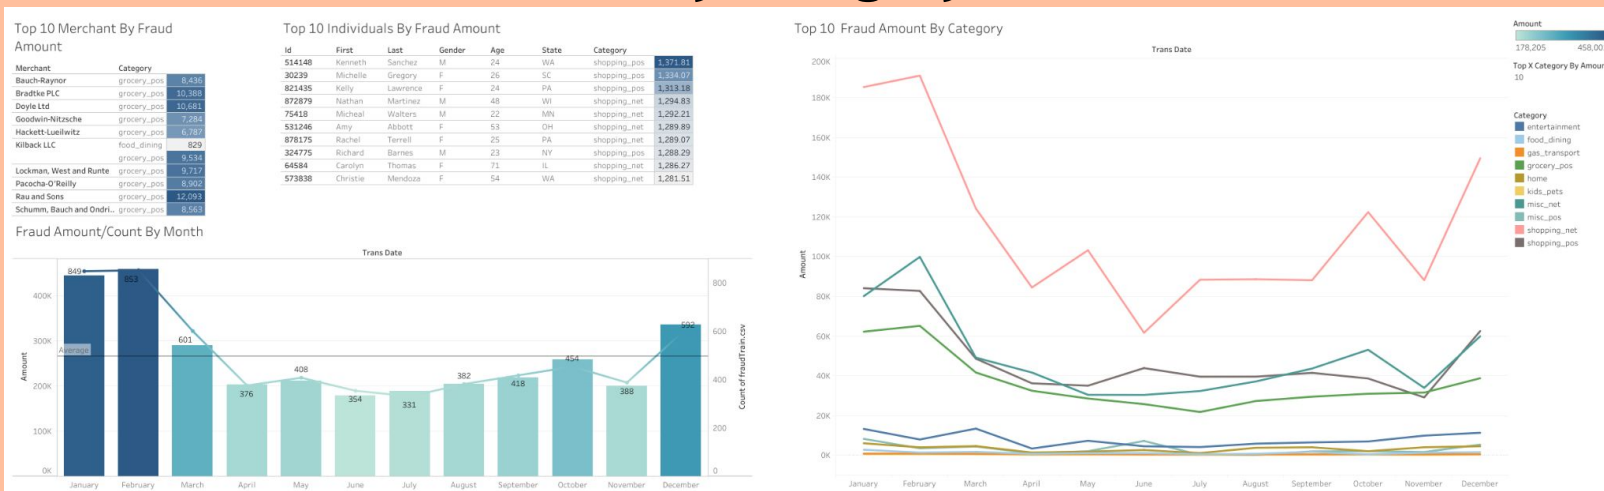 Top 10 Merchant By Fraud
Amount
Merchant Category
Bauch-Raynor grocery_pos 8,436
Bradtke PLC grocery_pos 10,388
Doyle Ltd grocery_pos 10,681
Goodwin-Nitzsche grocery_pos 7,284
Hackett-Lueilwitz grocery_pos 6,787
Kilback LLC food_dining 829
grocery_pos 9,534
Lockman, West and Runte grocery_pos 9,717
Pacocha-O'Reilly grocery_pos 8,902
Rau and Sons grocery_pos 12,093
Schumm, Bauch and Ondri.. grocery_pos 8,563
Top 10 Individuals By Fraud Amount
Id First Last Gender Age State Category
514148 Kenneth Sanchez M 24 WA shopping_pos 1,371.81
30239 Michelle Gregory F 26 SC shopping_pos 1,334.07
821435 Kelly Lawrence F 24 PA shopping_pos 1,313.18
872879 Nathan Martinez M 48 WI shopping_net 1,294.83
75418 Micheal Walters M 22 MN shopping_net 1,292.21
531246 Amy Abbott F 53 OH shopping_net 1,289.89
878175 Rachel Terrell F 25 PA shopping_net 1,289.07
324775 Richard Barnes M 23 NY shopping_pos 1,288.29
64584 Carolyn Thomas F 71 IL shopping_net 1,286.27
573838 Christie Mendoza F 54 WA shopping_net 1,281.51
Fraud Amount/Count By Month
Trans Date
849
853
601
376
408
354
331
382
418
454
388
592
Average
400K
300K
200K
100K
0K
Amount
800
600
400
200
0
Count of fraudTrain.csv
January February March April May June July August September October November December
Top 10 Fraud Amount By Category
Trans Date
200K
180K
160K
140K
120K
100K
80K
60K
40K
20K
0K
Amount
January February March April May June July August September October November December
Amount
178,205
Top X Category By Amoun
10
Category
entertainment
food_dining
gas_transport
grocery_pos
home
kids_pets
misc_net
misc_pos
shopping_net
shopping_pos